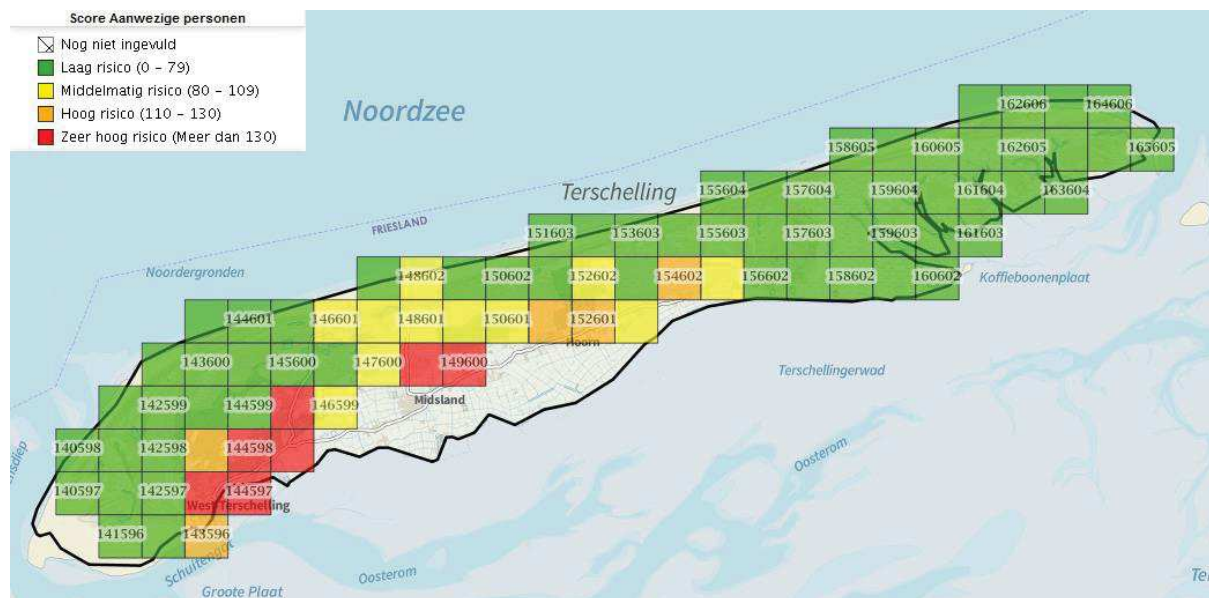 Score Aanwezige personen
Nog niet ingevuld
Laag risico (0 - 79)
Middelmatig risico (80 - 109)
Hoog risico (110 - 130)
Zeer hoog risico (Meer dan 130)
Noordzee
162606 164606
158605 160605 162605 165605
Terschelling
155604 157604 159604 161604 163604
FRIESLAND
151603 153603 155603 157603 159603 161603
Noordergronden
148602 150602 152602 154602 156602 158602 160602
Koffieboonenplaat
144601 146601 148601 150601 152601
Hoorn
143600 145600 147600 149600
Terschellingerwad
Midsland
142599 144599 146599
140598 142598 144598
Oosterom
140597 142597 144597
West-Terschelling
141596 143596
Schuitengat
Oosterom
Groote Plaat